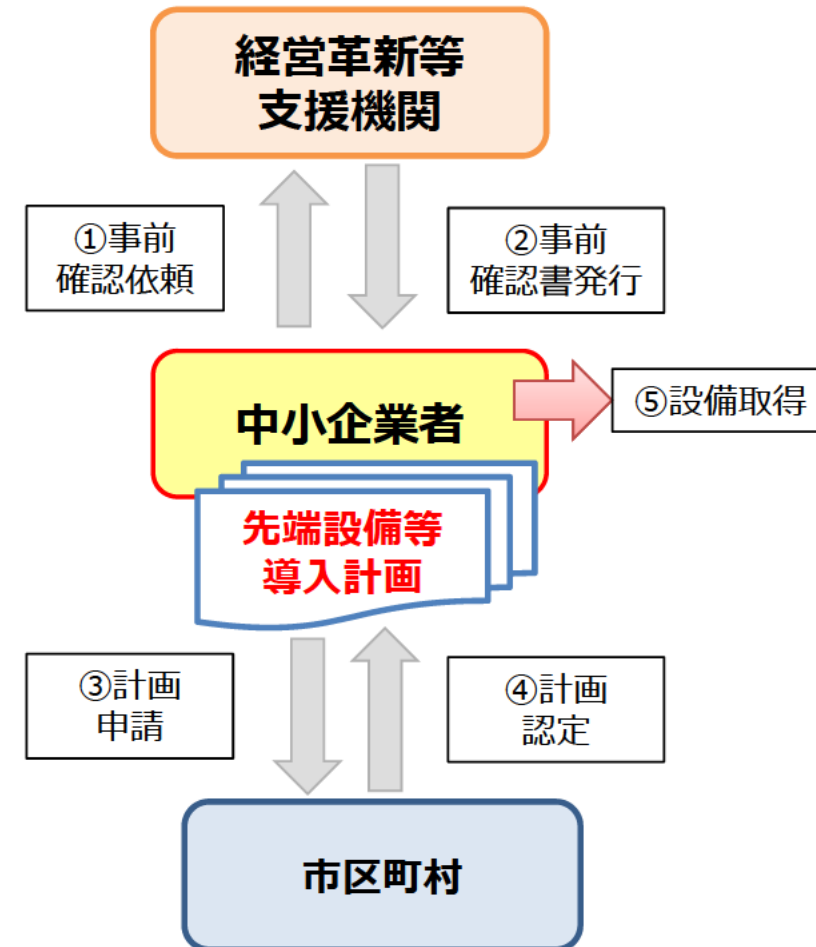 経営革新等
支援機関
①事前
確認依頼
②事前
確認書発行
中小企業者
⑤設備取得
先端設備等
導入計画
③計画
申請
④計画
認定
市区町村